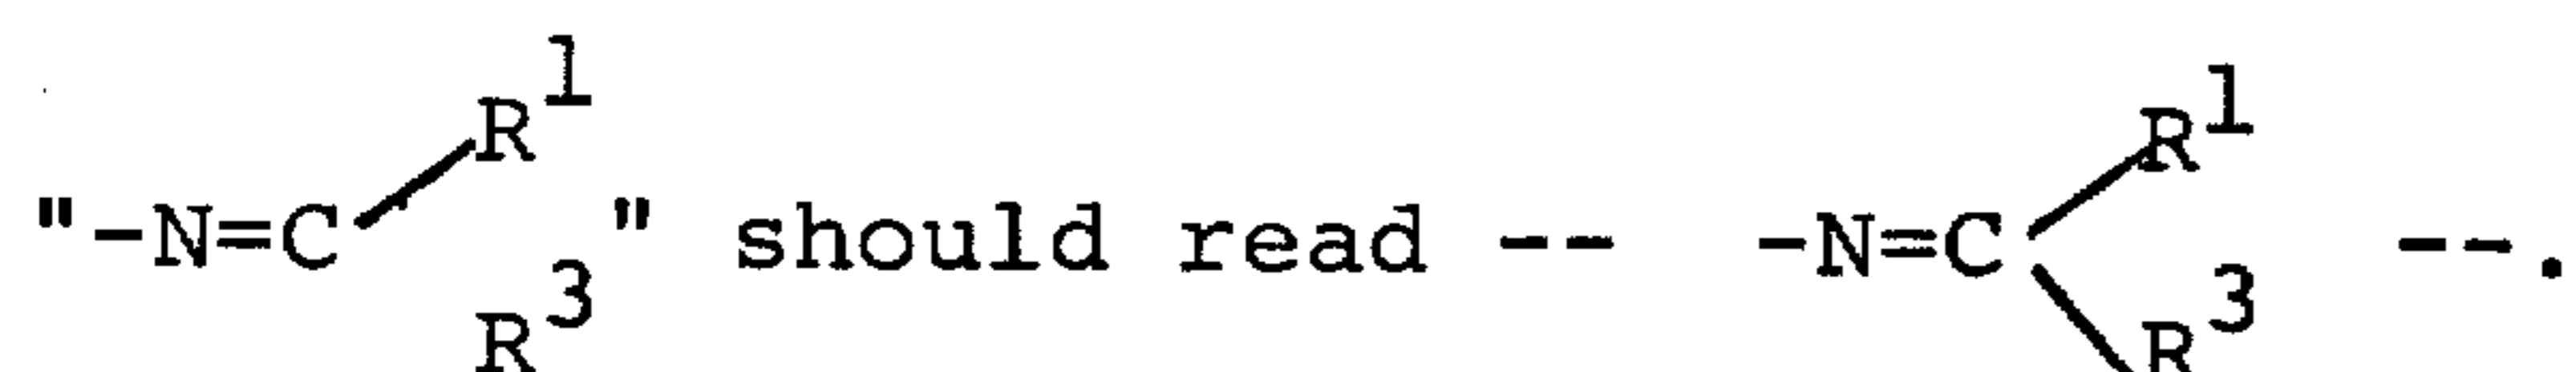 R¹ R¹
"-N=C " should read -- -N=C --.
R³ R³